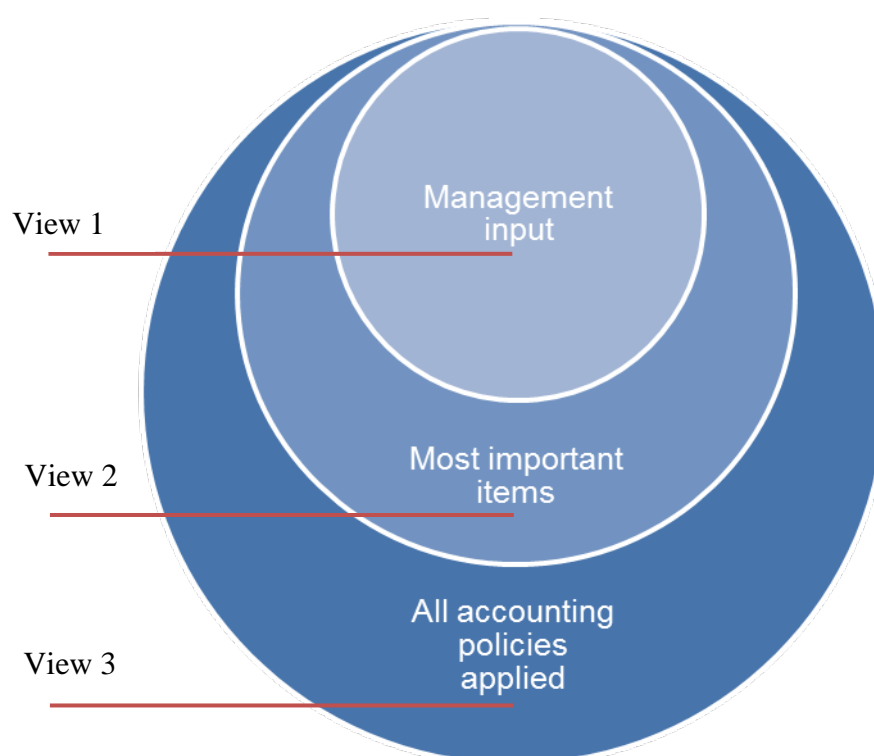 Management
input
View 1
Most important
items
View 2
All accounting
policies
applied
View 3